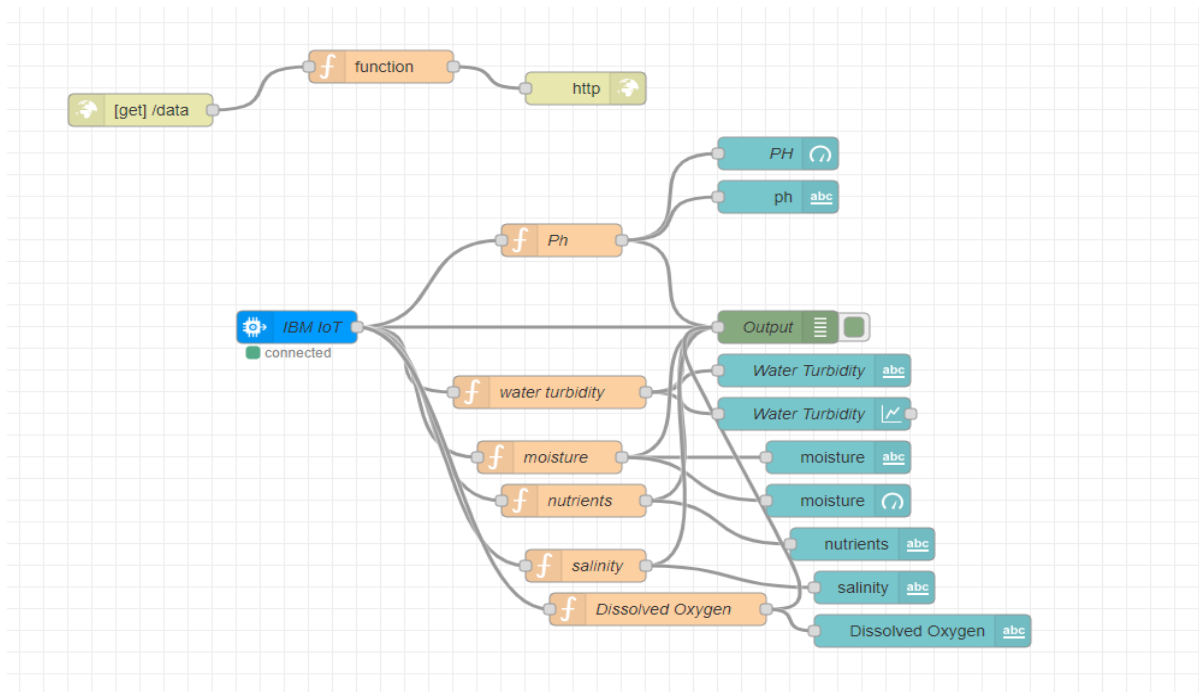 function
http
[get] /data
PH
ph abc
Ph
IBM IoT
Output
connected
Water Turbidity abc
water turbidity
Water Turbidity
moisture
moisture abc
nutrients
moisture
nutrients abc
salinity
salinity abc
Dissolved Oxygen
Dissolved Oxygen abc